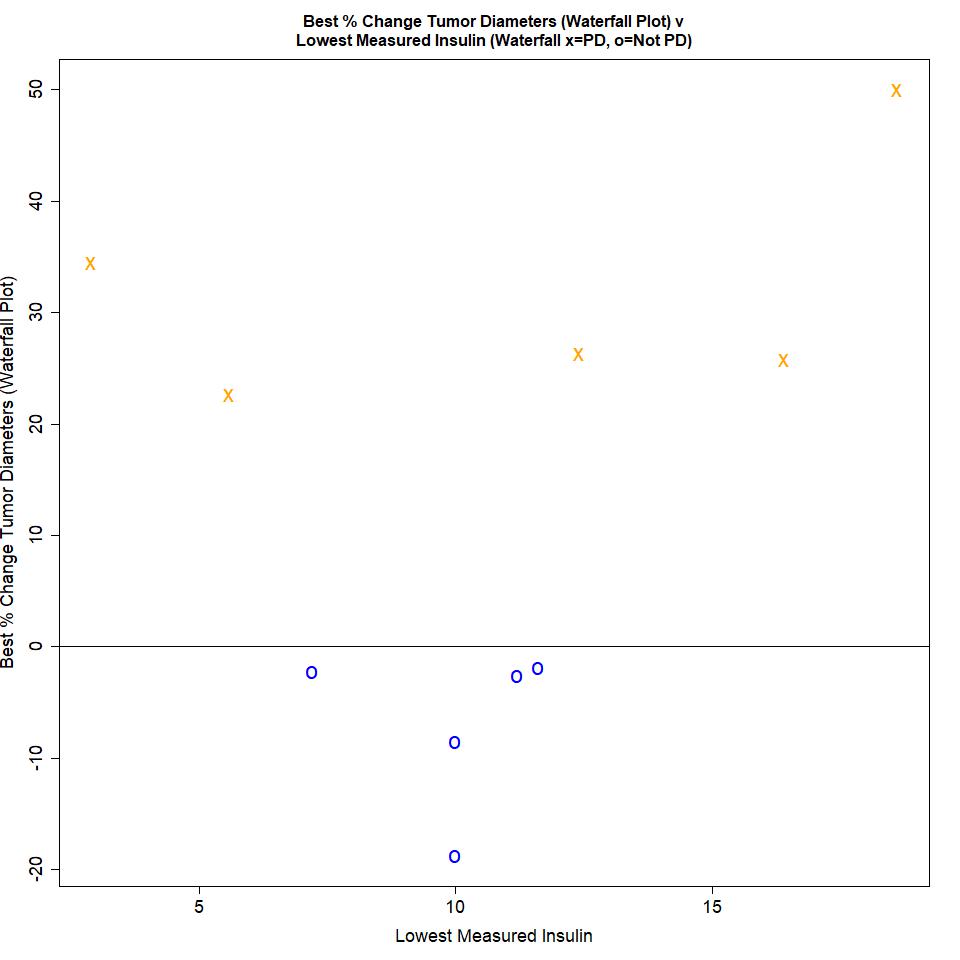 Best % Change Tumor Diameters (Waterfall Plot) v
Lowest Measured Insulin (Waterfall x=PD, o=Not PD)
Best % Change Tumor Diameters (Waterfall Plot)
50
40
30
20
10
0
-10
-20
x
x
x
x
x
o
o
o
o
o
5
10
15
Lowest Measured Insulin